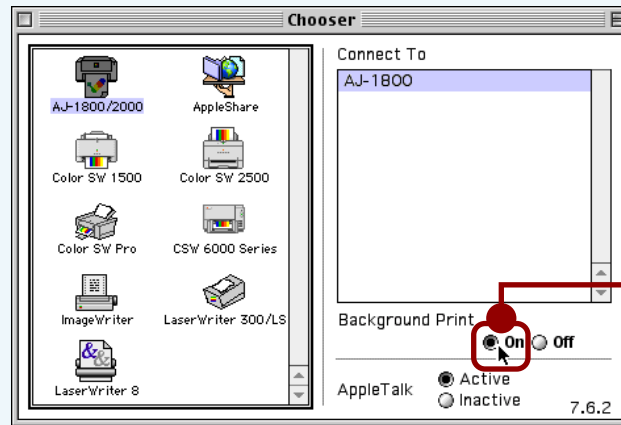 Chooser
AJ-1800/2000
AppleShare
Color SW 1500
Color SW 2500
Color SW Pro
CSW 6000 Series
ImageWriter
LaserWriter 300/LS
LaserWriter 8
Connect To
AJ-1800
Background Print
On Off
AppleTalk
Active
Inactive
7.6.2